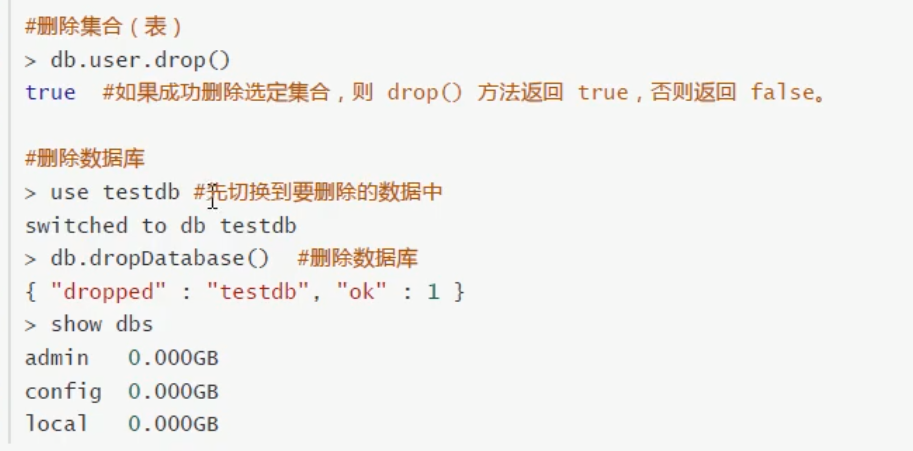 #删除集合（表）
> db.user.drop()
true  #如果成功删除选定集合，则 drop() 方法返回 true，否则返回 false。
#删除数据库
> use testdb #先切换到要删除的数据中
switched to db testdb
> db.dropDatabase()  #删除数据库
{ "dropped" : "testdb", "ok" : 1 }
> show dbs
admin   0.000GB
config  0.000GB
local   0.000GB